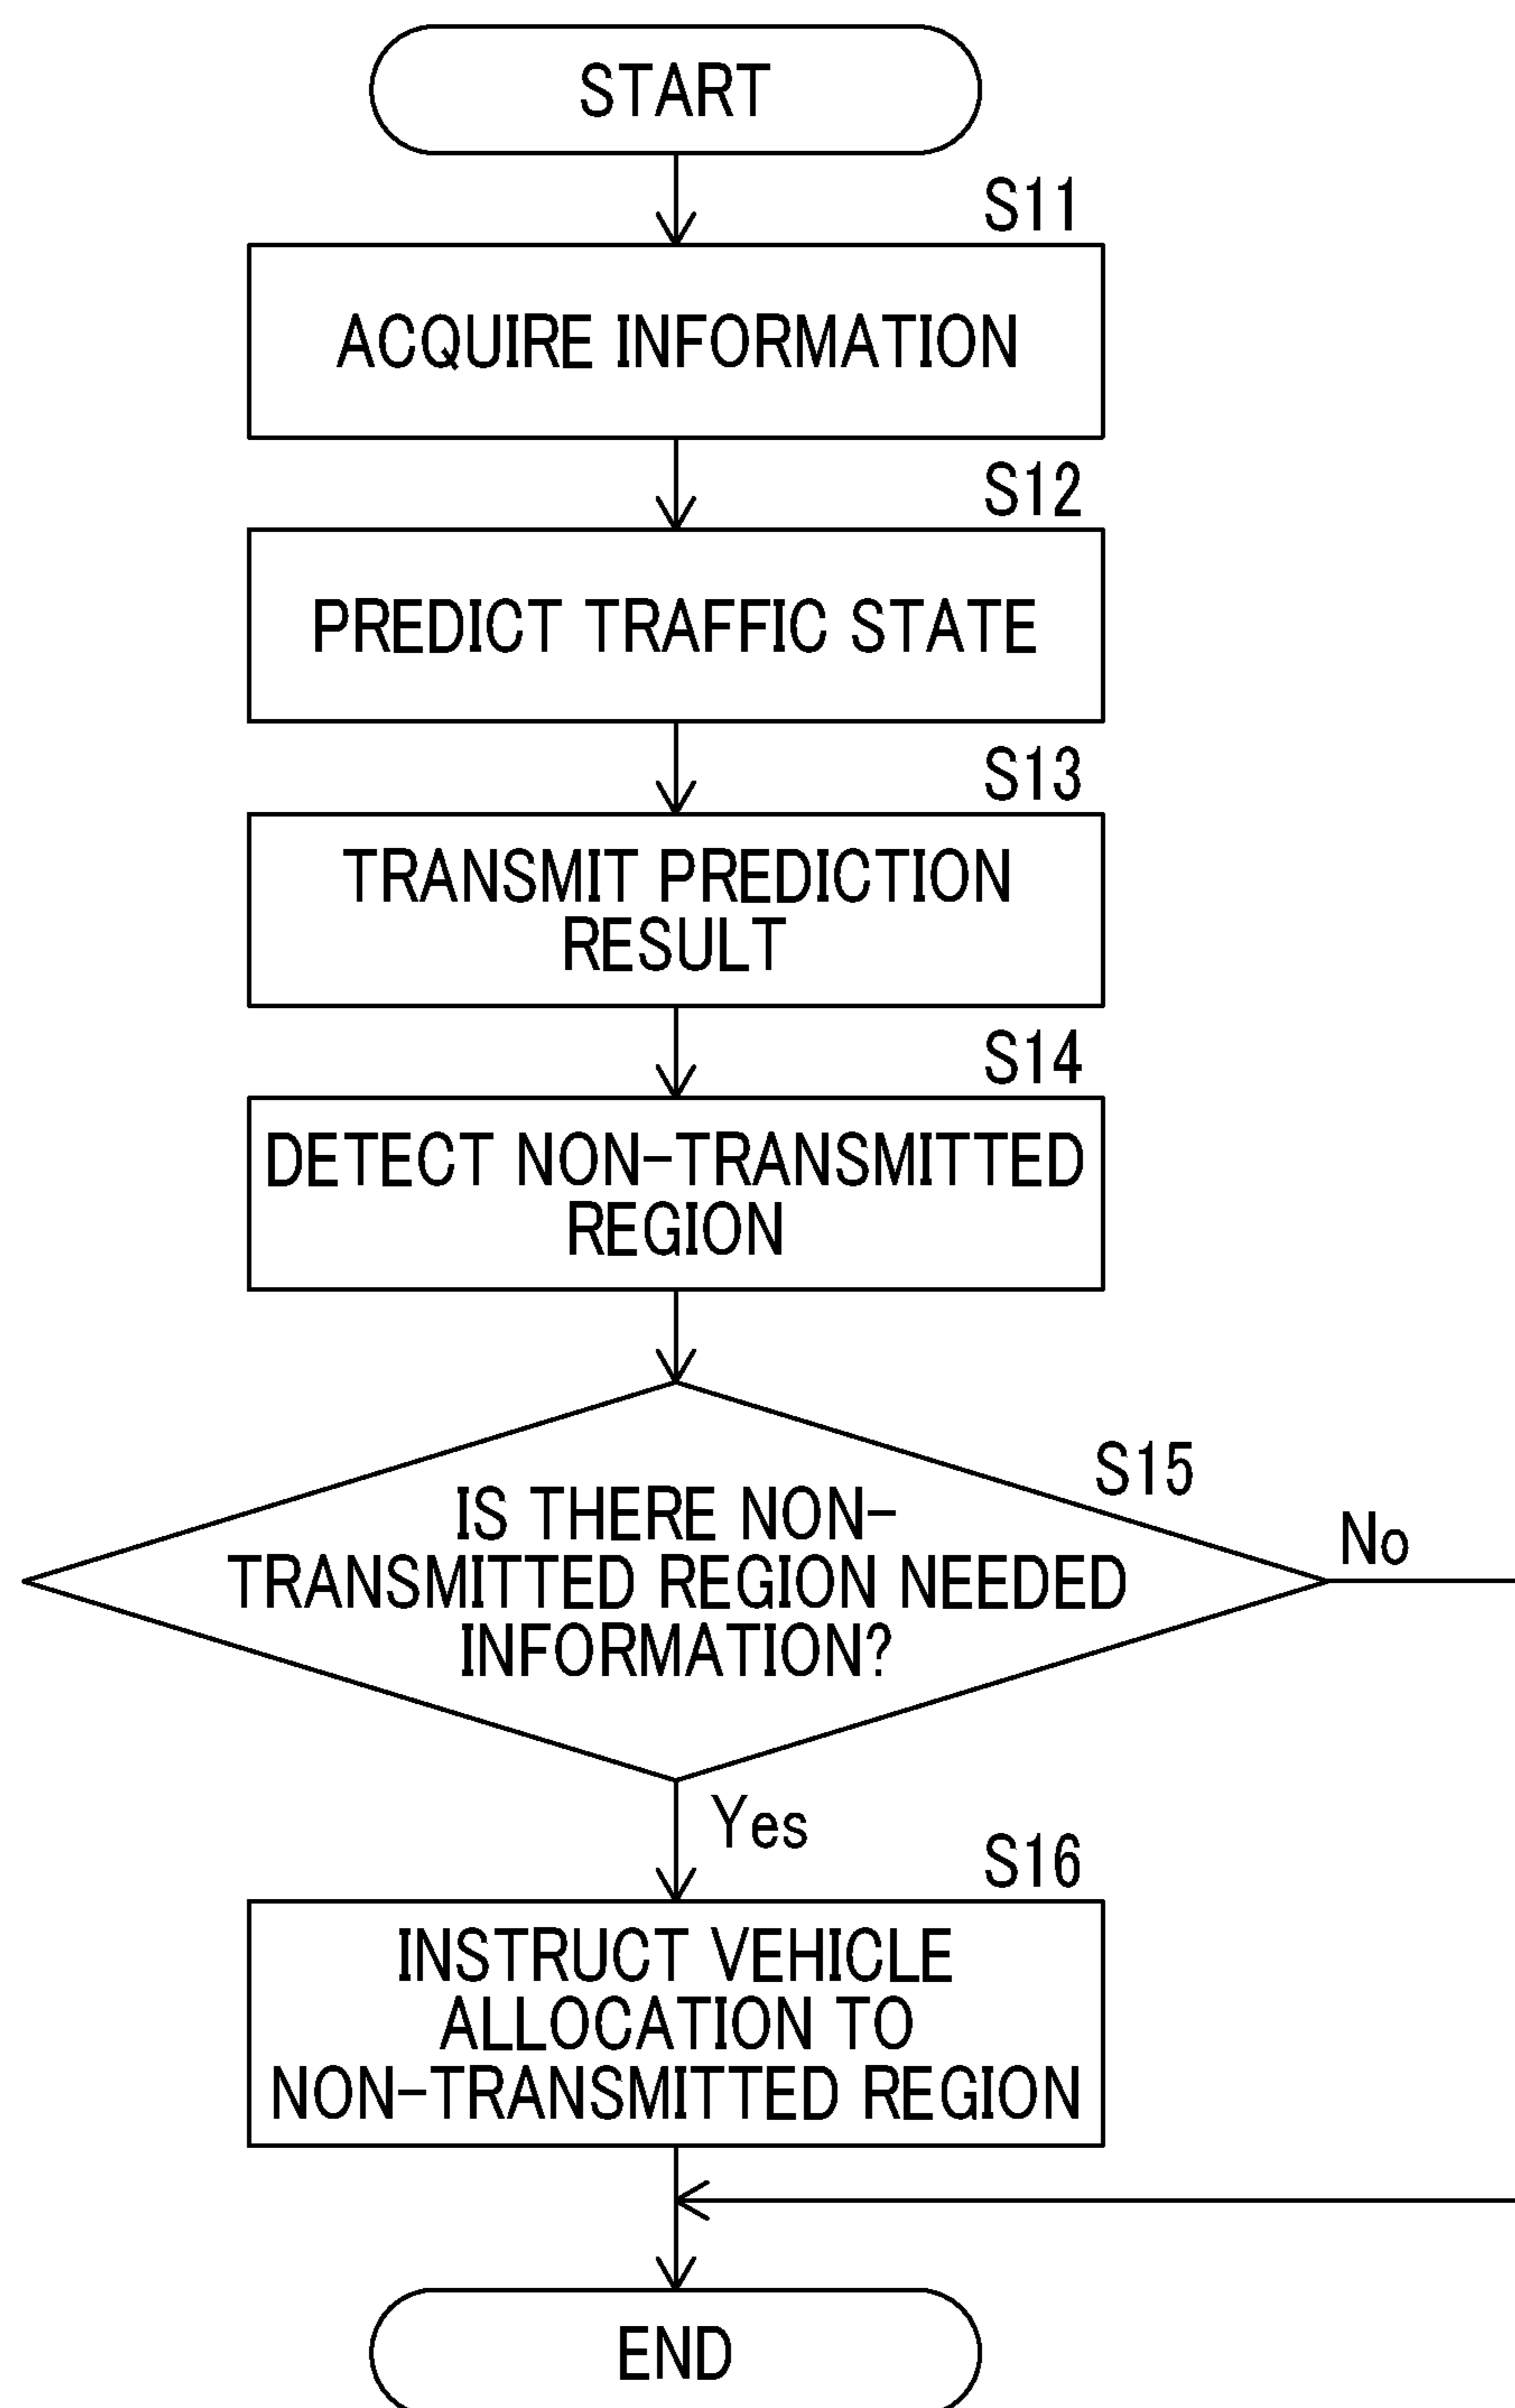 START
S11
ACQUIRE INFORMATION
S12
PREDICT TRAFFIC STATE
S13
TRANSMIT PREDICTION
RESULT
S14
DETECT NON-TRANSMITTED
REGION
S15
IS THERE NON-
TRANSMITTED REGION NEEDED
INFORMATION?
No
Yes
S16
INSTRUCT VEHICLE
ALLOCATION TO
NON-TRANSMITTED REGION
END